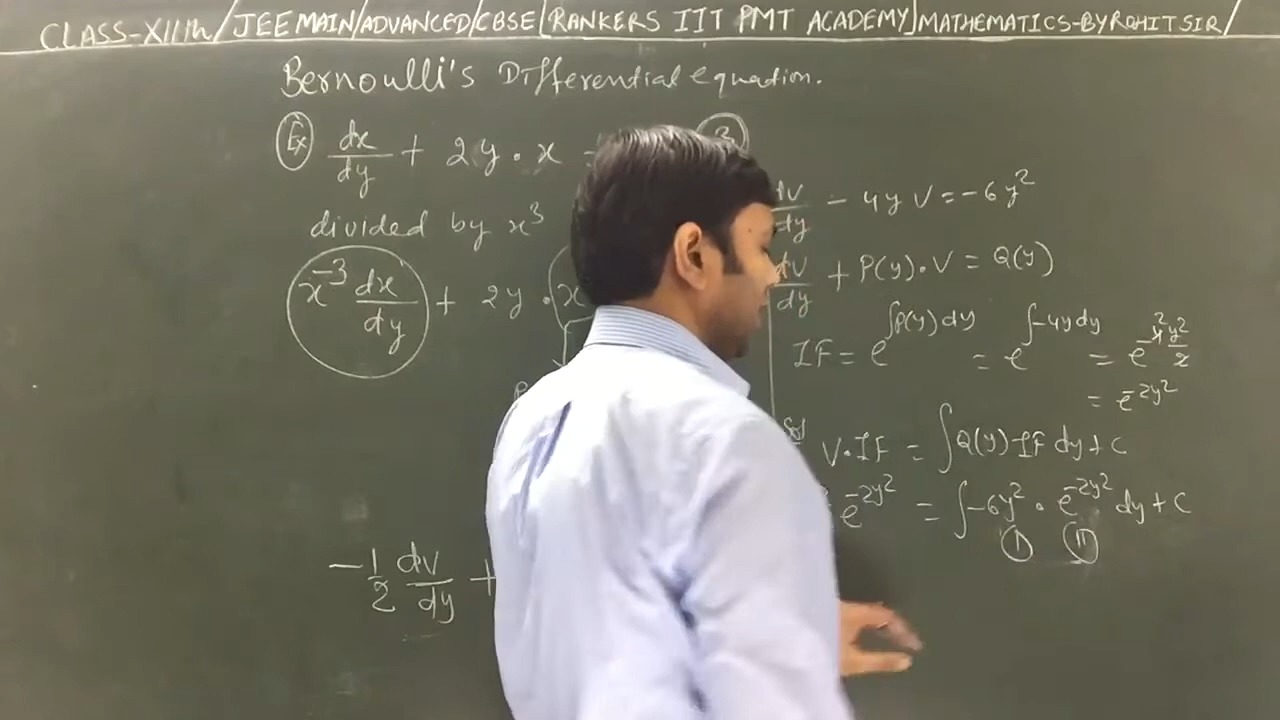 CLASS-XIIth/JEE MAIN/ADVANCED/CBSE[RANKERS IIT PMT ACADEMY]MATHEMATICS-BY ROHIT SIR/
Bernoulli's Differential equation.
Ex dx/dy + 2y·x =
divided by x³
x⁻³ dx/dy + 2y·x
-1/2 dv/dy +
dv/dy - 4yv = -6y²
dv/dy + P(y)·v = Q(y)
IF = e^∫P(y)dy = e^∫-4ydy = e^-4y²/2
= e^-2y²
Sol V·IF = ∫Q(y)·IF dy + c
e^-2y² = ∫-6y² · e^-2y² dy + c
I II